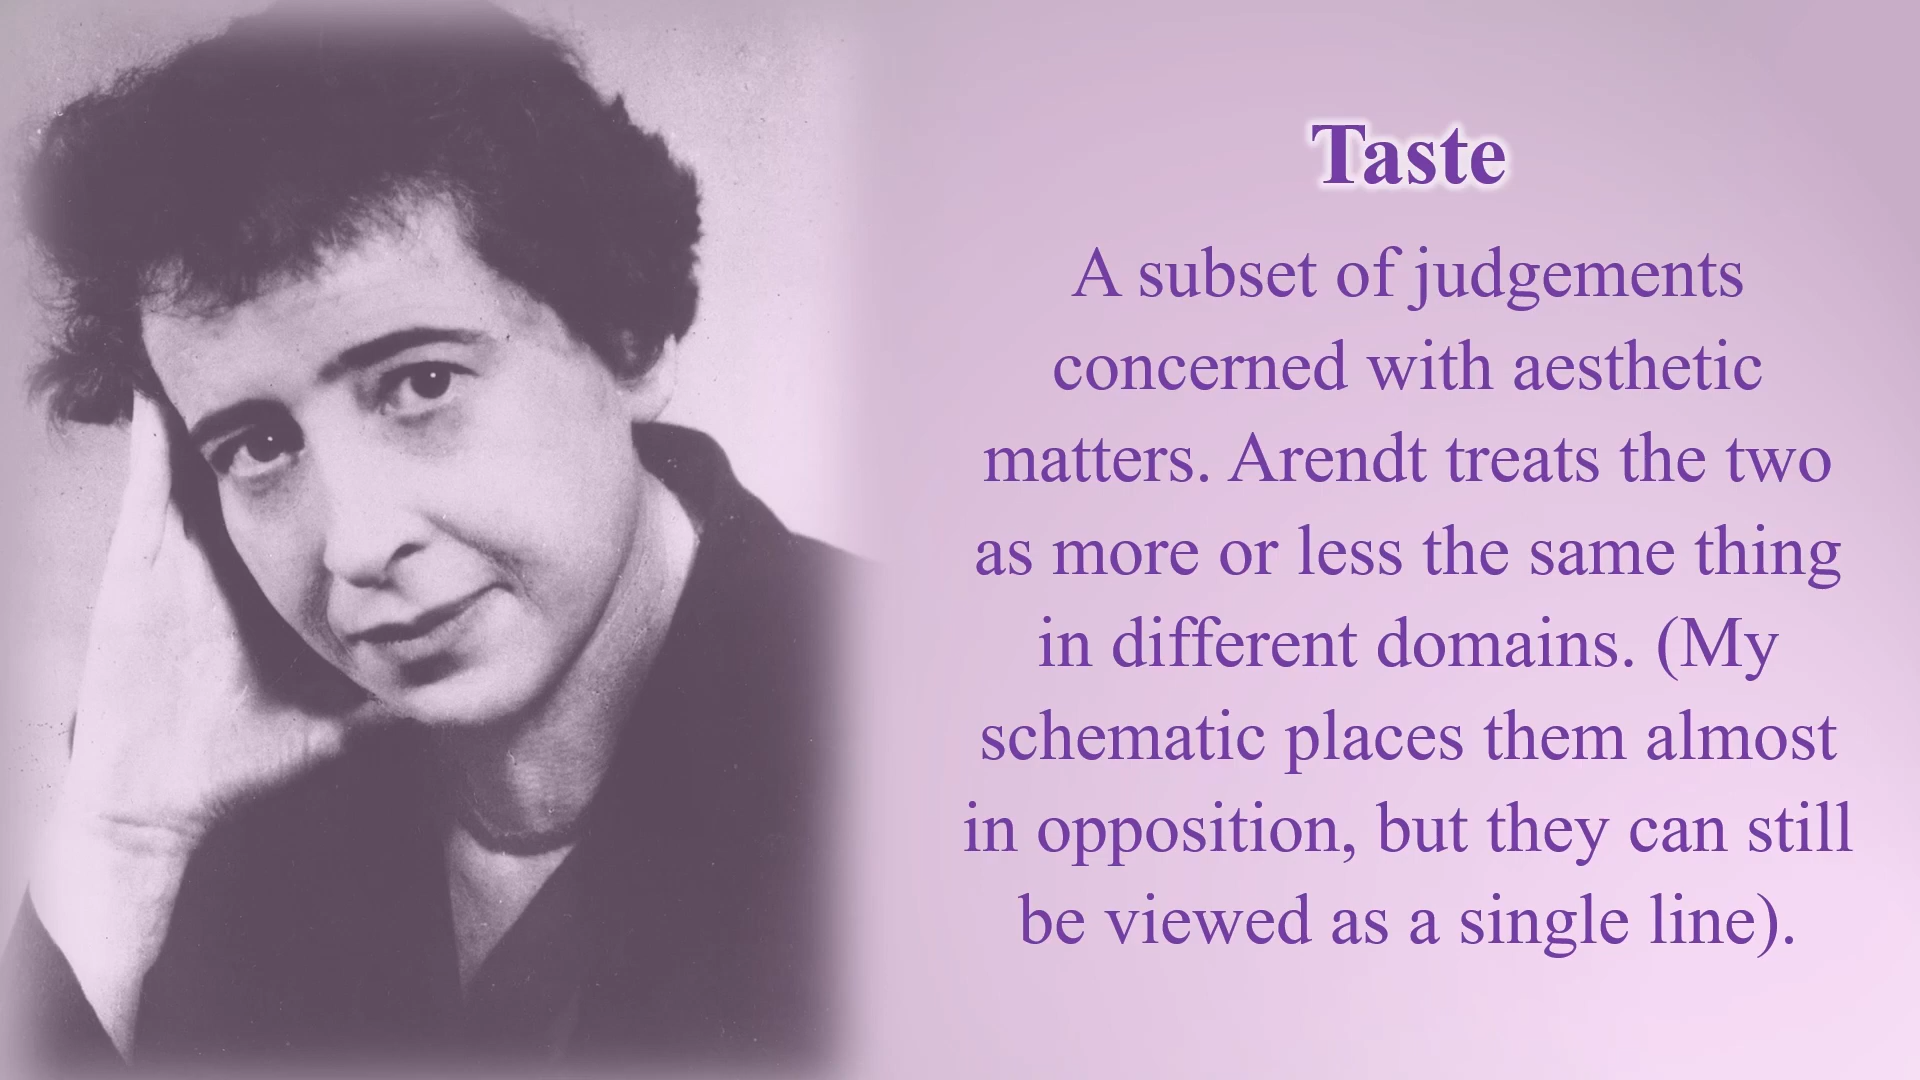 Taste
A subset of judgements
concerned with aesthetic
matters. Arendt treats the two
as more or less the same thing
in different domains. (My
schematic places them almost
in opposition, but they can still
be viewed as a single line).